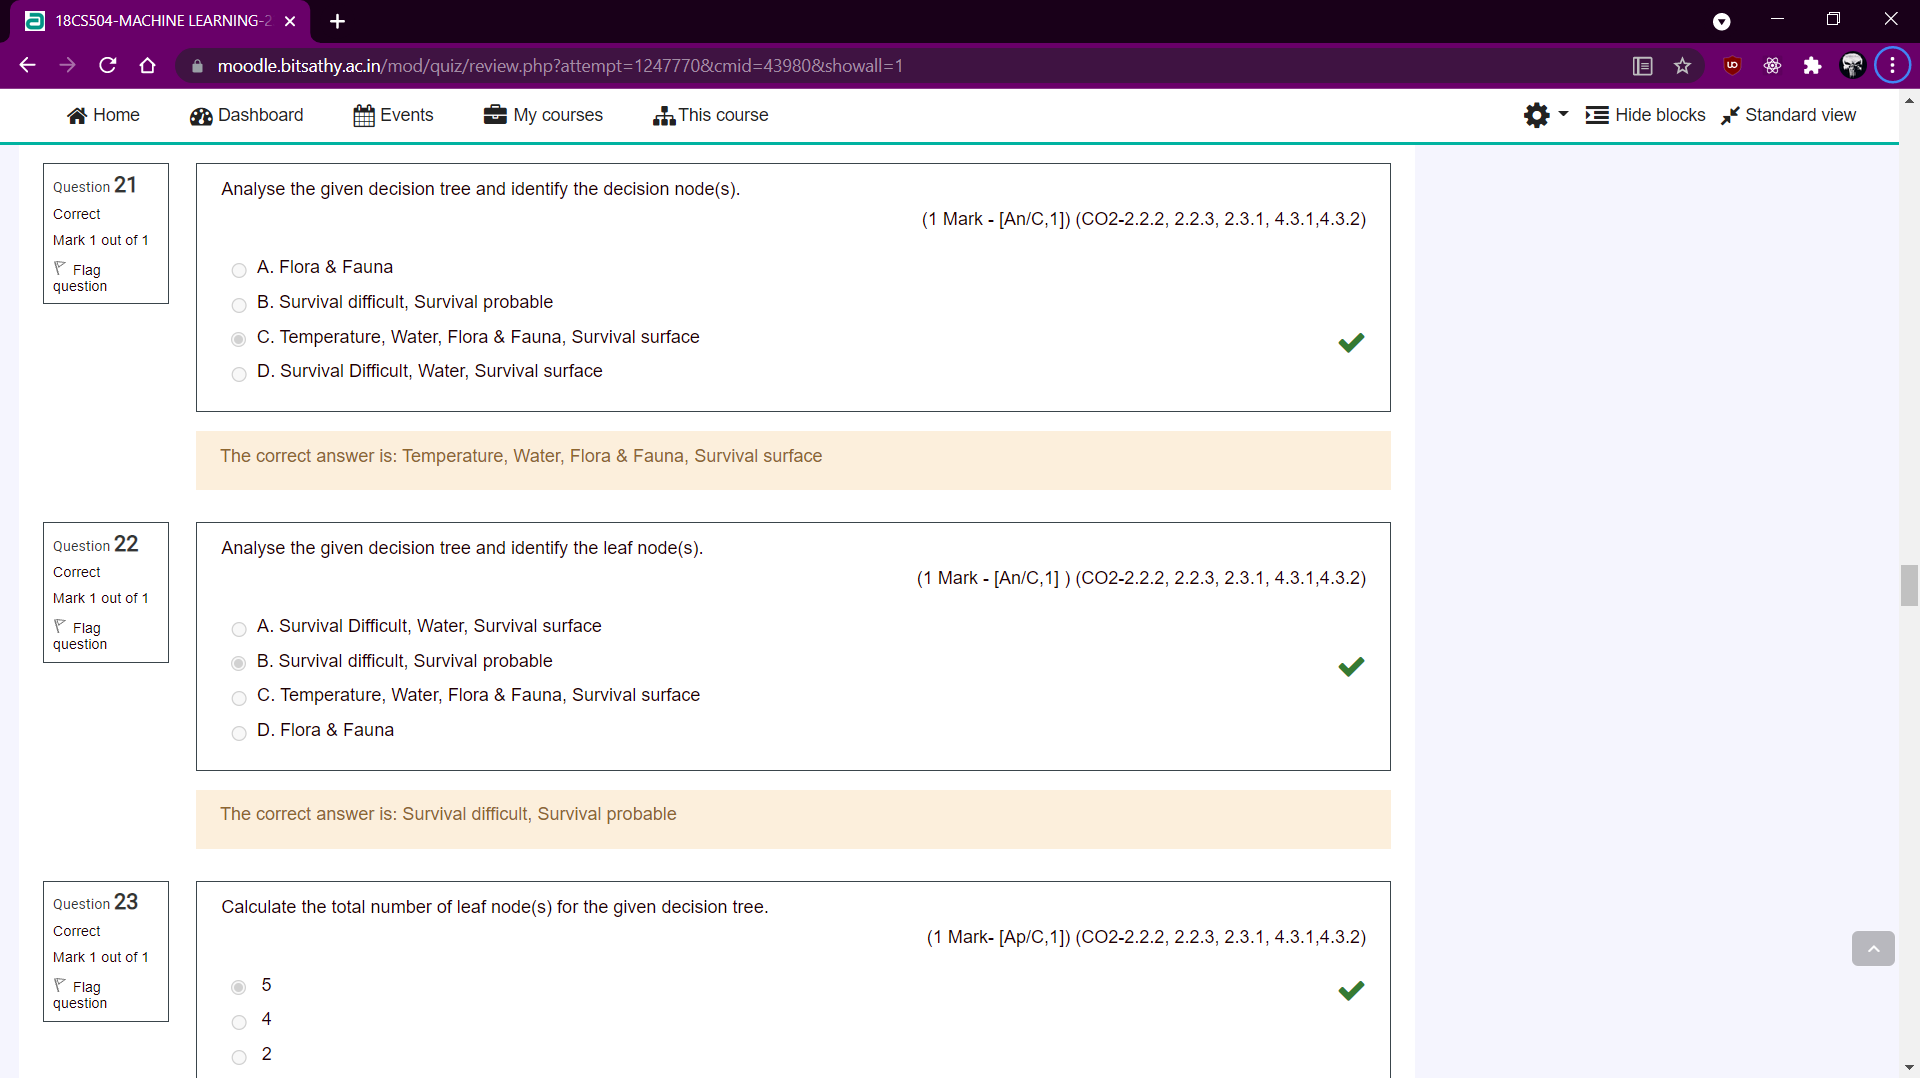 18CS504-MACHINE LEARNING-2
moodle.bitsathy.ac.in/mod/quiz/review.php?attempt=1247770&cmid=43980&showall=1
Home Dashboard Events My courses This course Hide blocks Standard view
Question 21
Correct
Mark 1 out of 1
Flag question
Analyse the given decision tree and identify the decision node(s).
(1 Mark - [An/C,1]) (CO2-2.2.2, 2.2.3, 2.3.1, 4.3.1,4.3.2)
A. Flora & Fauna
B. Survival difficult, Survival probable
C. Temperature, Water, Flora & Fauna, Survival surface
D. Survival Difficult, Water, Survival surface
The correct answer is: Temperature, Water, Flora & Fauna, Survival surface
Question 22
Correct
Mark 1 out of 1
Flag question
Analyse the given decision tree and identify the leaf node(s).
(1 Mark - [An/C,1] ) (CO2-2.2.2, 2.2.3, 2.3.1, 4.3.1,4.3.2)
A. Survival Difficult, Water, Survival surface
B. Survival difficult, Survival probable
C. Temperature, Water, Flora & Fauna, Survival surface
D. Flora & Fauna
The correct answer is: Survival difficult, Survival probable
Question 23
Correct
Mark 1 out of 1
Flag question
Calculate the total number of leaf node(s) for the given decision tree.
(1 Mark- [Ap/C,1]) (CO2-2.2.2, 2.2.3, 2.3.1, 4.3.1,4.3.2)
5
4
2